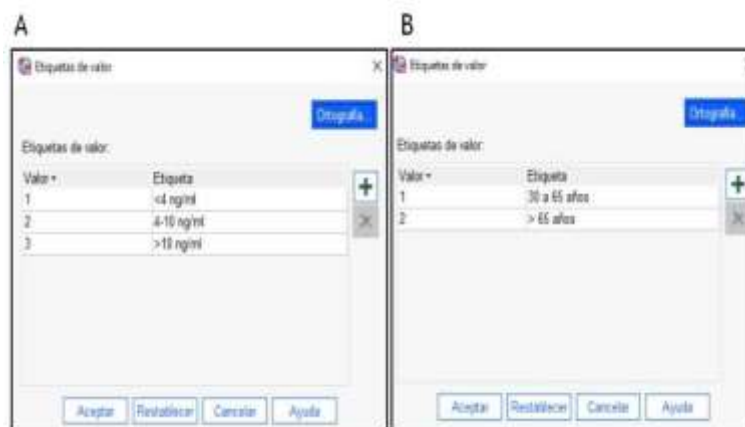 A
B
Etiquetas de valor
X
Ortografía...
Etiquetas de valor:
Valor
Etiqueta
1
<4 ng/ml
2
4-10 ng/ml
3
>10 ng/ml
Aceptar
Restablecer
Cancelar
Ayuda
Etiquetas de valor
Ortografía...
Etiquetas de valor:
Valor
Etiqueta
1
30 a 65 años
2
> 65 años
Aceptar
Restablecer
Cancelar
Ayuda